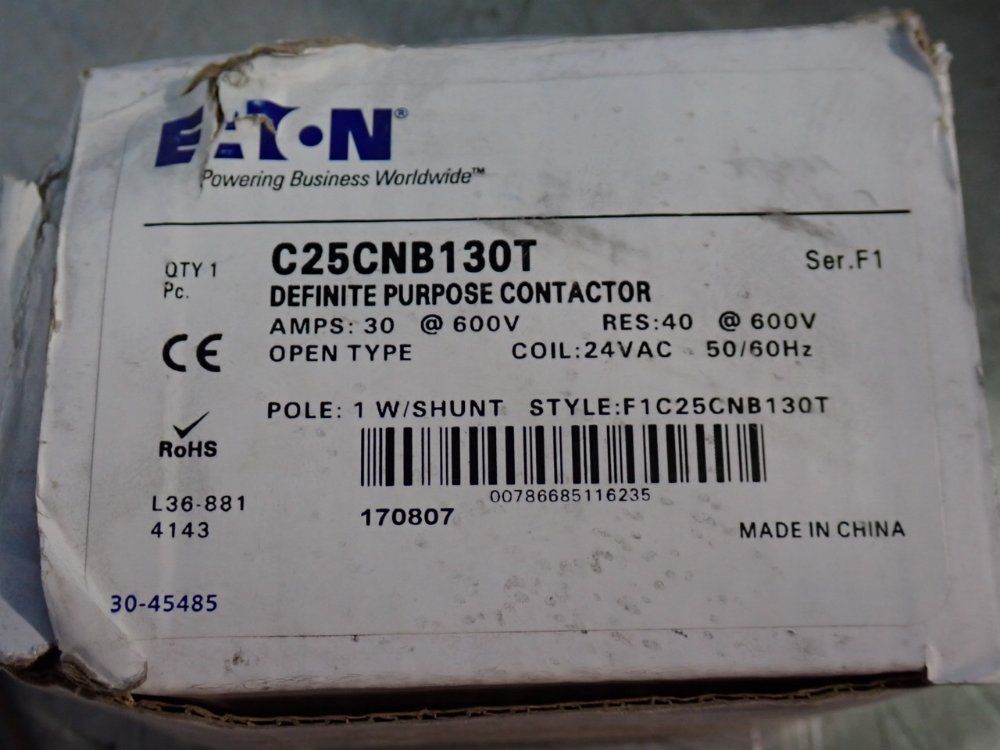 EATON®
Powering Business Worldwide™
QTY 1 Pc.
C25CNB130T
Ser.F1
DEFINITE PURPOSE CONTACTOR
AMPS: 30 @ 600V RES:40 @ 600V
CE
OPEN TYPE COIL:24VAC 50/60Hz
POLE: 1 W/SHUNT STYLE:F1C25CNB130T
RoHS
00786685116235
L36-881
4143
170807
MADE IN CHINA
30-45485